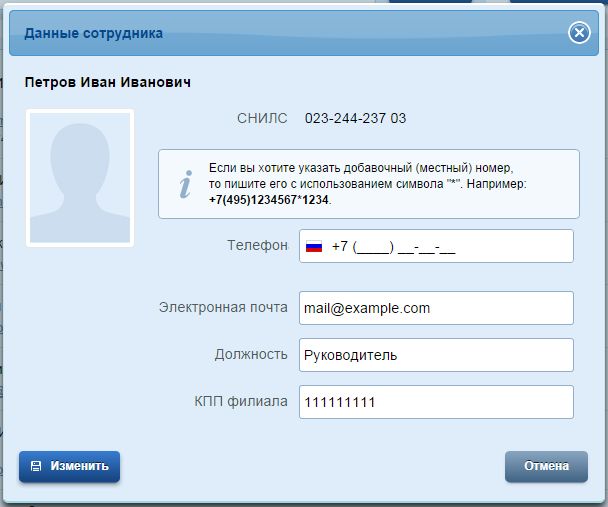 Данные сотрудника
Петров Иван Иванович
СНИЛС 023-244-237 03
Если вы хотите указать добавочный (местный) номер,
то пишите его с использованием символа "*". Например:
+7(495)1234567*1234.
Телефон +7 (____) __-__-__
Электронная почта mail@example.com
Должность Руководитель
КПП филиала 111111111
Изменить Отмена